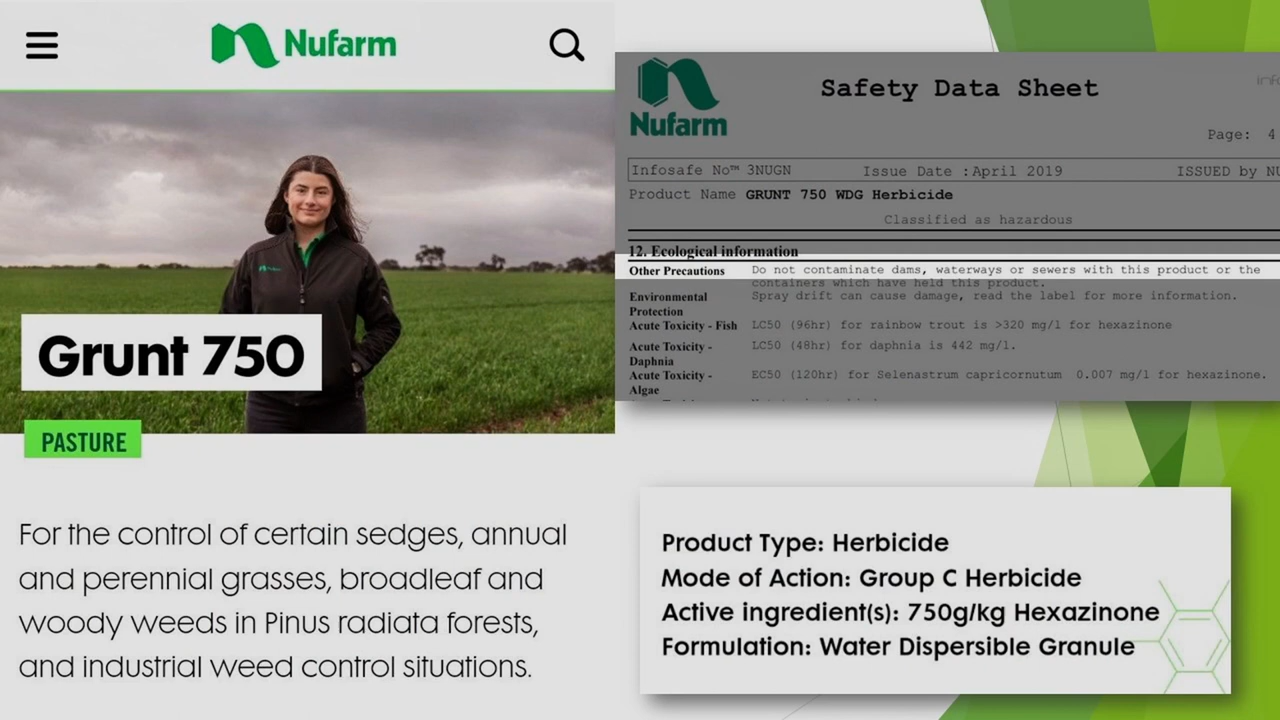 Nufarm
Grunt 750
PASTURE
For the control of certain sedges, annual
and perennial grasses, broadleaf and
woody weeds in Pinus radiata forests,
and industrial weed control situations.
Nufarm
Safety Data Sheet
Page: 4
Infosafe No™ 3NUGN Issue Date :April 2019 ISSUED by
Product Name GRUNT 750 WDG Herbicide
Classified as hazardous
12. Ecological information
Other Precautions Do not contaminate dams, waterways or sewers with this product or the
containers which have held this product.
Environmental Spray drift can cause damage, read the label for more information.
Protection
Acute Toxicity - Fish LC50 (96hr) for rainbow trout is >320 mg/l for hexazinone
Acute Toxicity - LC50 (48hr) for daphnia is 442 mg/l.
Daphnia
Acute Toxicity - EC50 (120hr) for Selenastrum capricornutum 0.007 mg/l for hexazinone.
Algae
Product Type: Herbicide
Mode of Action: Group C Herbicide
Active ingredient(s): 750g/kg Hexazinone
Formulation: Water Dispersible Granule